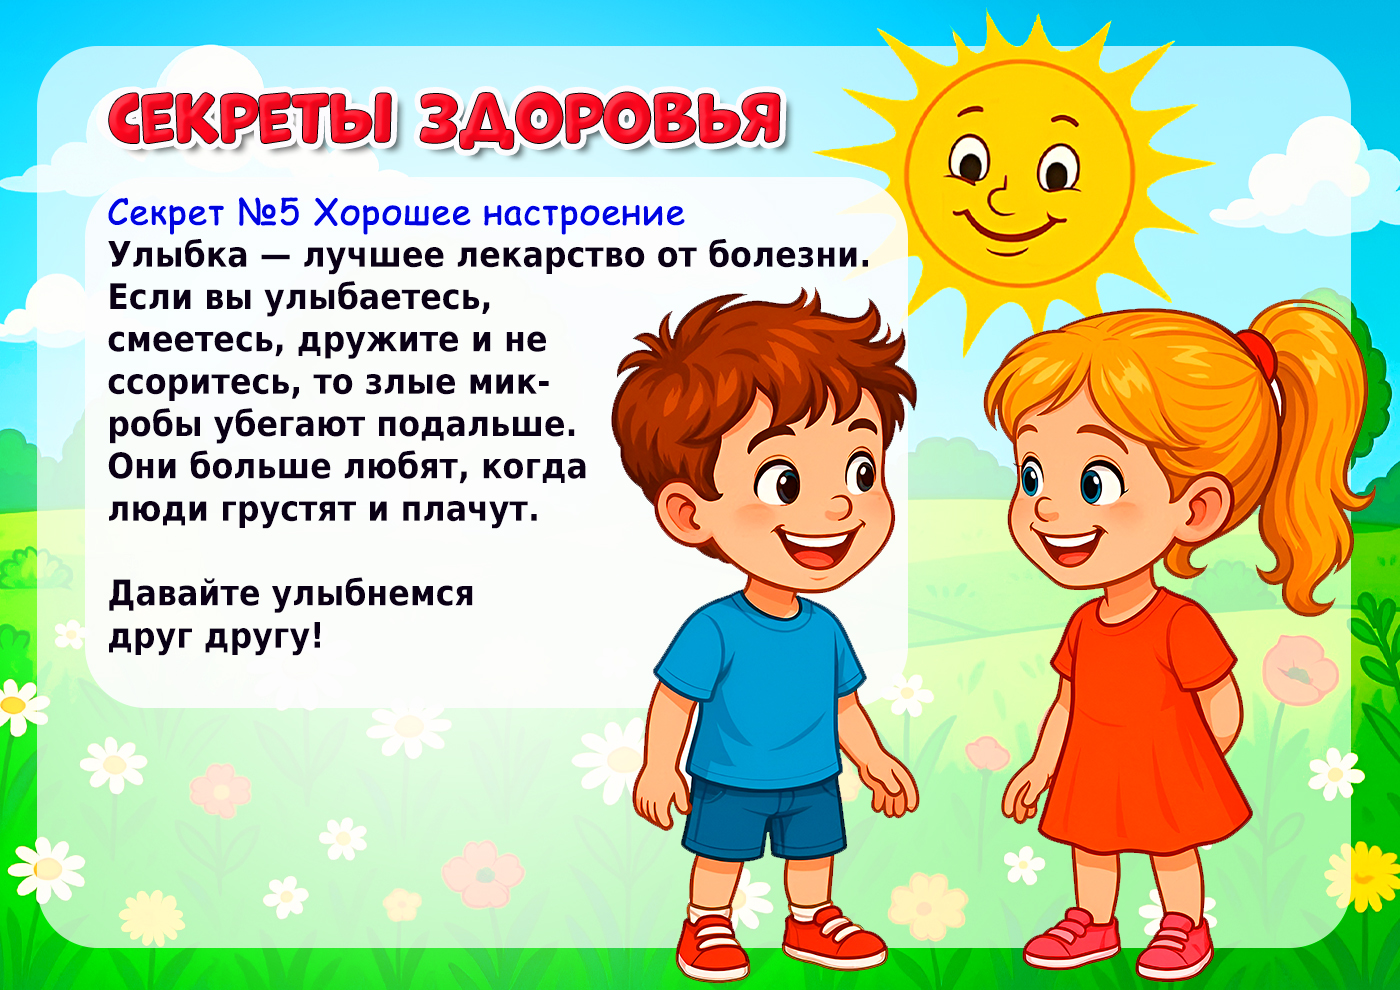 СЕКРЕТЫ ЗДОРОВЬЯ
Секрет №5 Хорошее настроение
Улыбка — лучшее лекарство от болезни.
Если вы улыбаетесь,
смеетесь, дружите и не
ссоритесь, то злые мик-
робы убегают подальше.
Они больше любят, когда
люди грустят и плачут.
Давайте улыбнемся
друг другу!